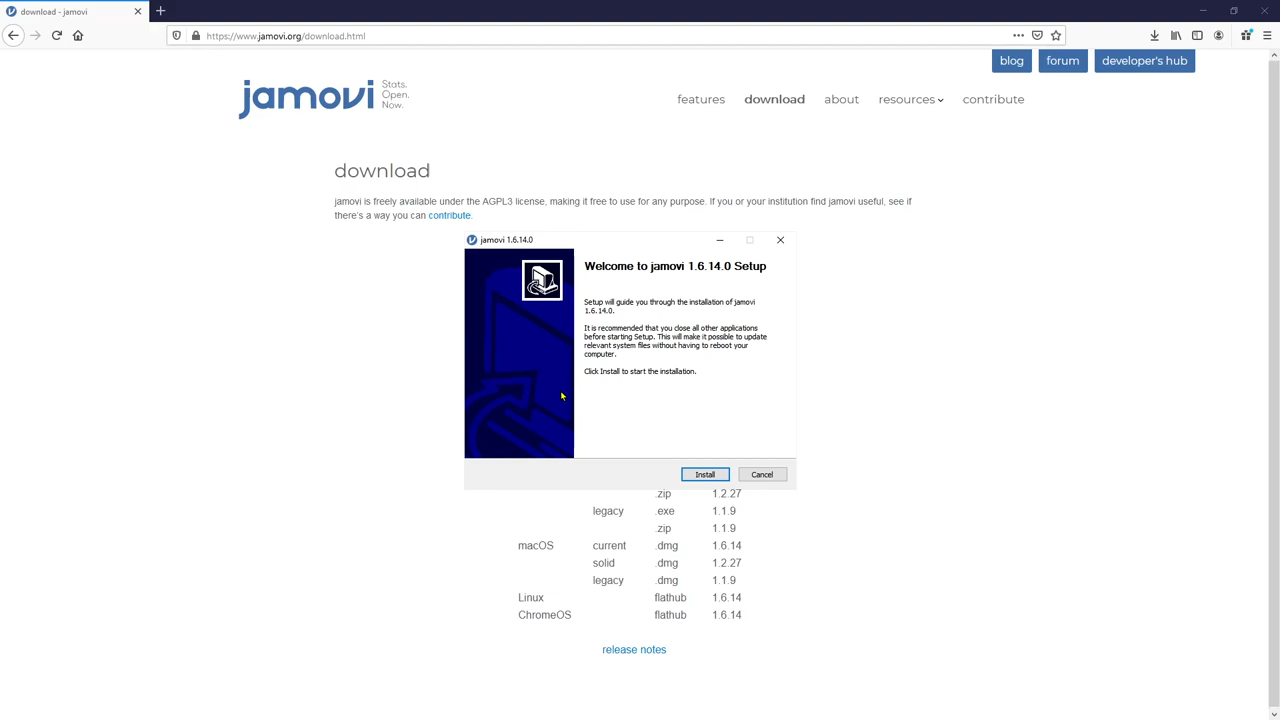 download - jamovi
https://www.jamovi.org/download.html
blog
forum
developer's hub
jamovi
Stats.
Open.
Now.
features
download
about
resources
contribute
download
jamovi is freely available under the AGPL3 license, making it free to use for any purpose. If you or your institution find jamovi useful, see if
there's a way you can contribute.
jamovi 1.6.14.0
Welcome to jamovi 1.6.14.0 Setup
Setup will guide you through the installation of jamovi
1.6.14.0.
It is recommended that you close all other applications
before starting Setup. This will make it possible to update
relevant system files without having to reboot your
computer.
Click Install to start the installation.
Install
Cancel
.zip 1.2.27
legacy .exe 1.1.9
.zip 1.1.9
macOS current .dmg 1.6.14
solid .dmg 1.2.27
legacy .dmg 1.1.9
Linux flathub 1.6.14
ChromeOS flathub 1.6.14
release notes